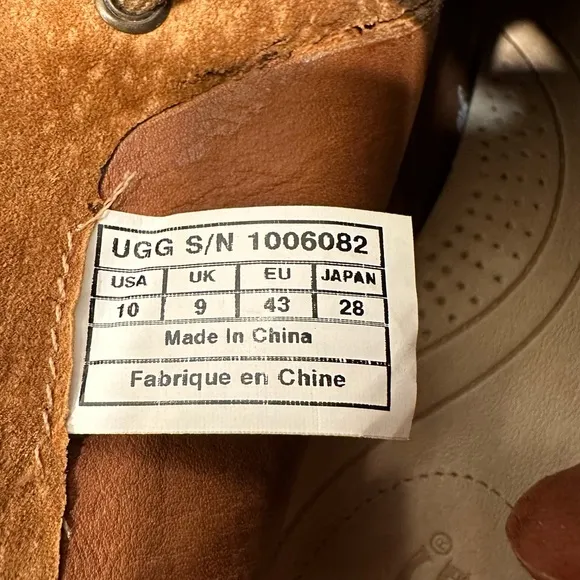 UGG S/N 1006082
USA UK EU JAPAN
10 9 43 28
Made In China
Fabrique en Chine
®